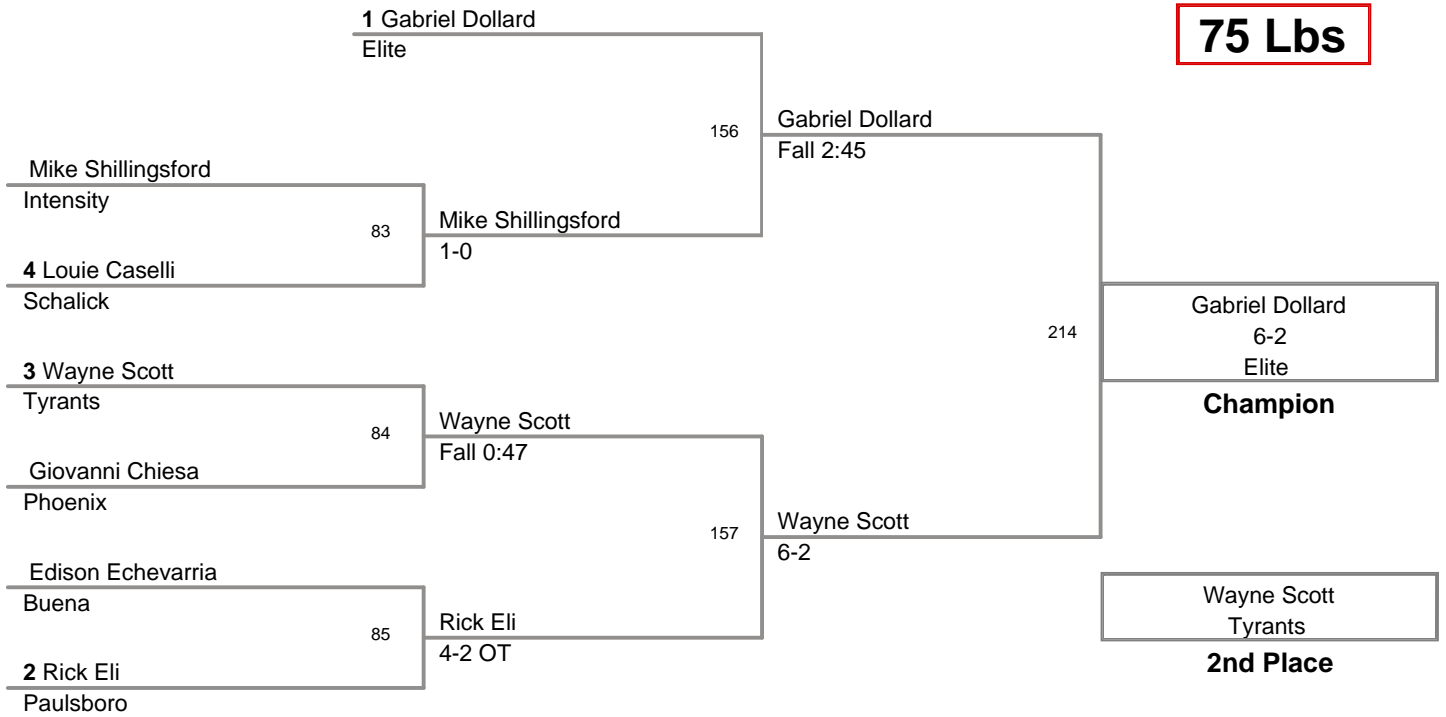 1 Gabriel Dollard
Elite
75 Lbs
156
Gabriel Dollard
Fall 2:45
Mike Shillingsford
Intensity
83
Mike Shillingsford
1-0
4 Louie Caselli
Schalick
214
Gabriel Dollard
6-2
Elite
Champion
3 Wayne Scott
Tyrants
84
Wayne Scott
Fall 0:47
Giovanni Chiesa
Phoenix
157
Wayne Scott
6-2
Edison Echevarria
Buena
85
Rick Eli
4-2 OT
2 Rick Eli
Paulsboro
Wayne Scott
Tyrants
2nd Place